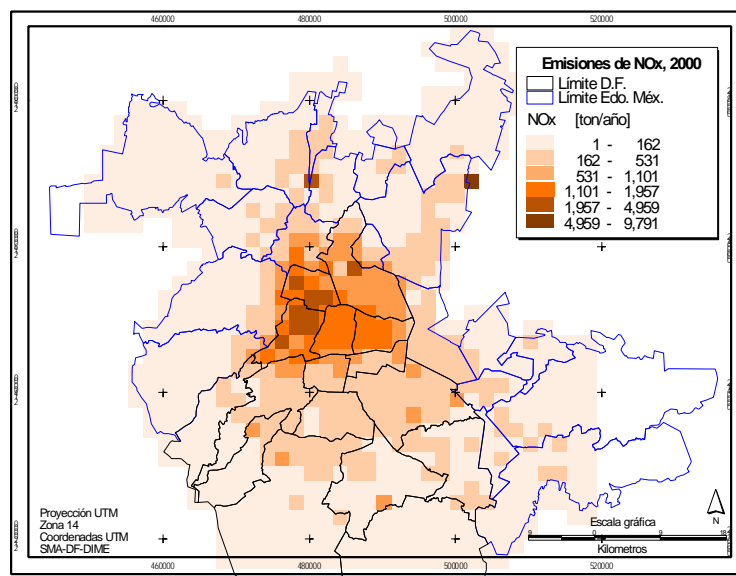 460000 480000 500000 520000
Emisiones de NOx, 2000
Límite D.F.
Límite Edo. Méx.
NOx [ton/año]
1 - 162
162 - 531
531 - 1,101
1,101 - 1,957
1,957 - 4,959
4,959 - 9,791
Proyección UTM
Zona 14
Coordenadas UTM
SMA-DF-DIME
N
Escala gráfica
Kilometros
460000 480000 500000 520000